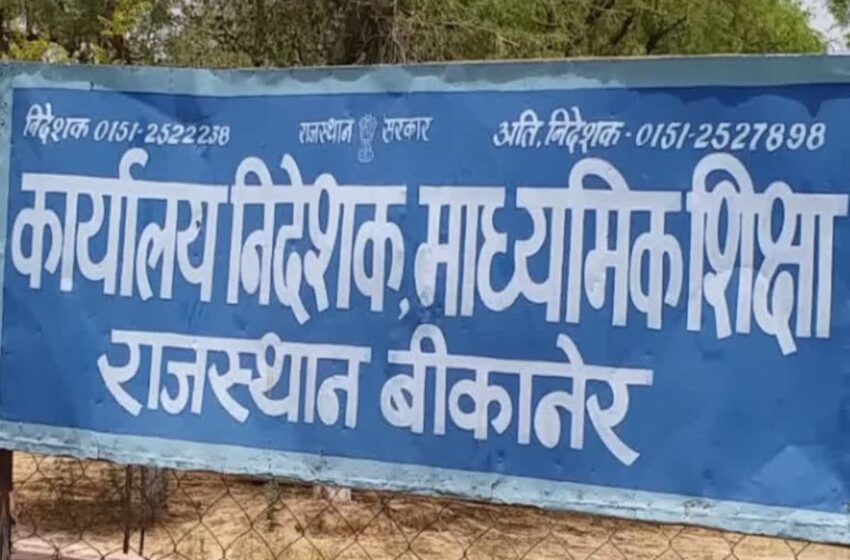 निदेशक 0151-2522238 राजस्थान सरकार अति. निदेशक - 0151-2527898
कार्यालय निदेशक, माध्यमिक शिक्षा
राजस्थान बीकानेर